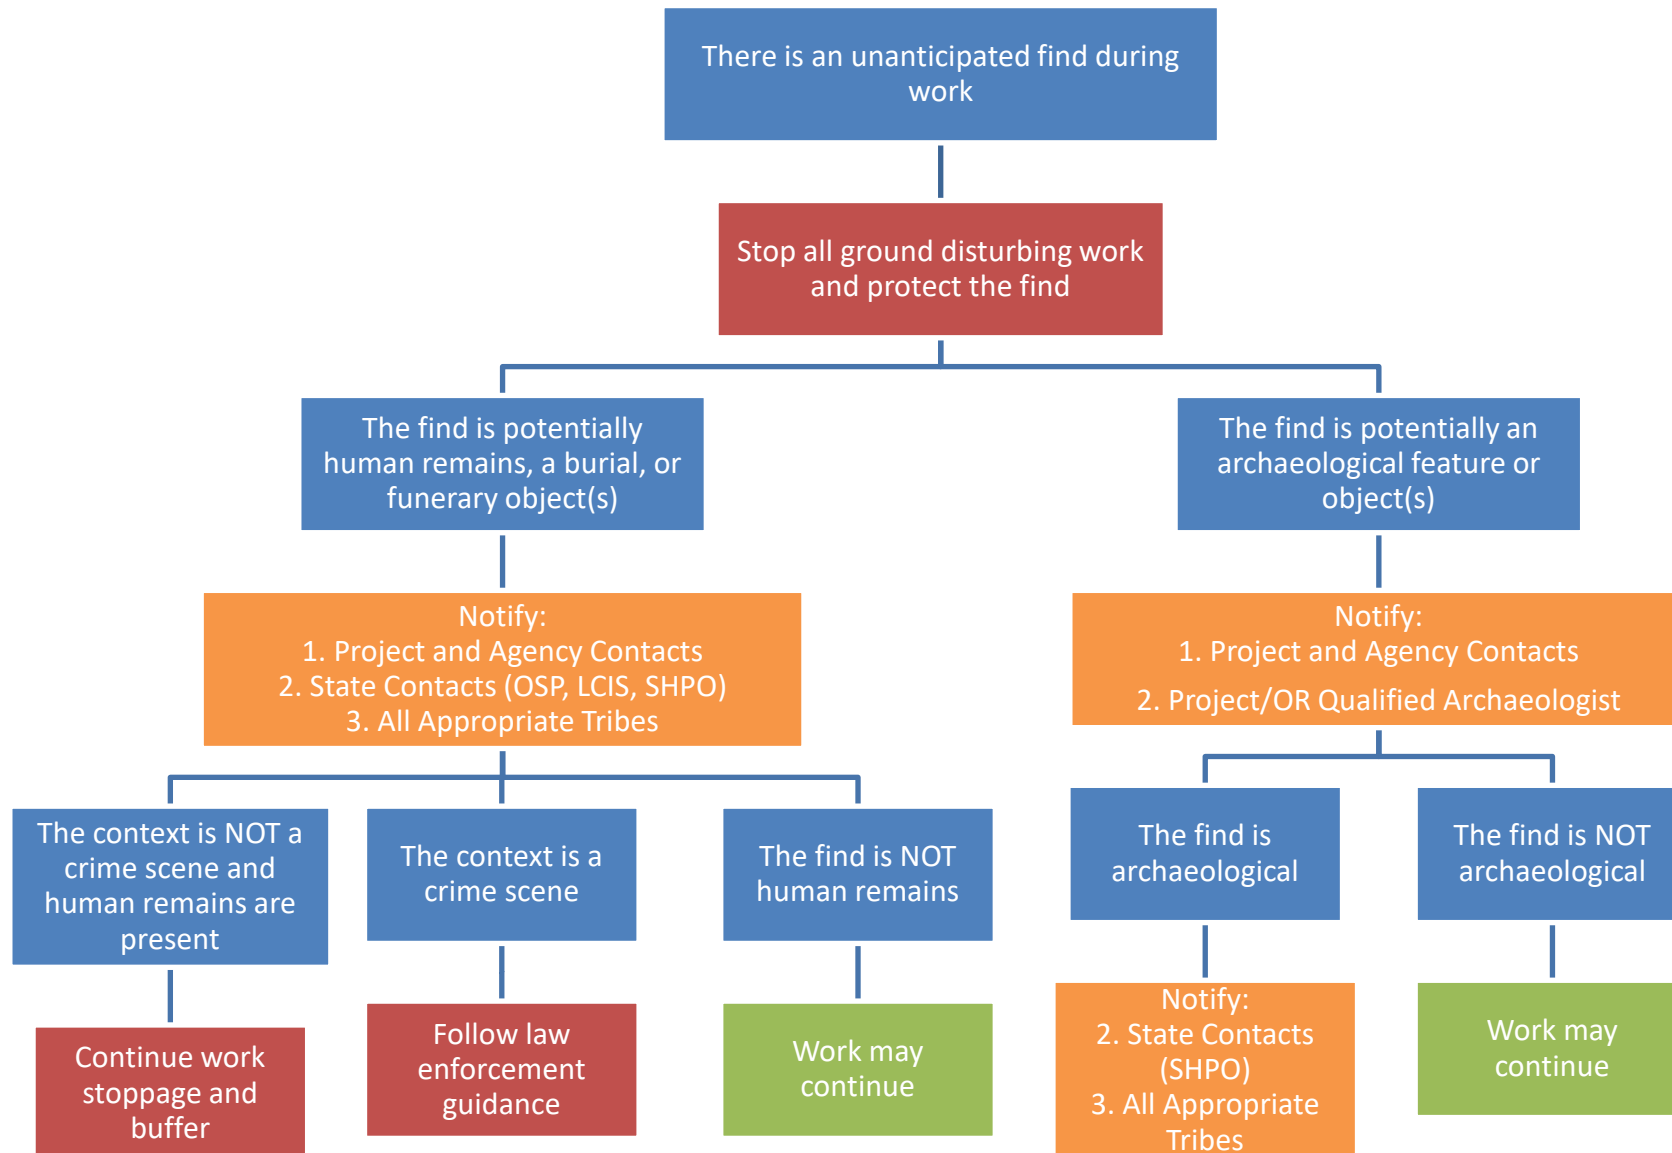 There is an unanticipated find during
work
Stop all ground disturbing work
and protect the find
The find is potentially
human remains, a burial, or
funerary object(s)
The find is potentially an
archaeological feature or
object(s)
Notify:
1. Project and Agency Contacts
2. State Contacts (OSP, LCIS, SHPO)
3. All Appropriate Tribes
Notify:
1. Project and Agency Contacts
2. Project/OR Qualified Archaeologist
The context is NOT a
crime scene and
human remains are
present
The context is a
crime scene
The find is NOT
human remains
The find is
archaeological
The find is NOT
archaeological
Continue work
stoppage and
buffer
Follow law
enforcement
guidance
Work may
continue
Notify:
2. State Contacts
(SHPO)
3. All Appropriate
Tribes
Work may
continue